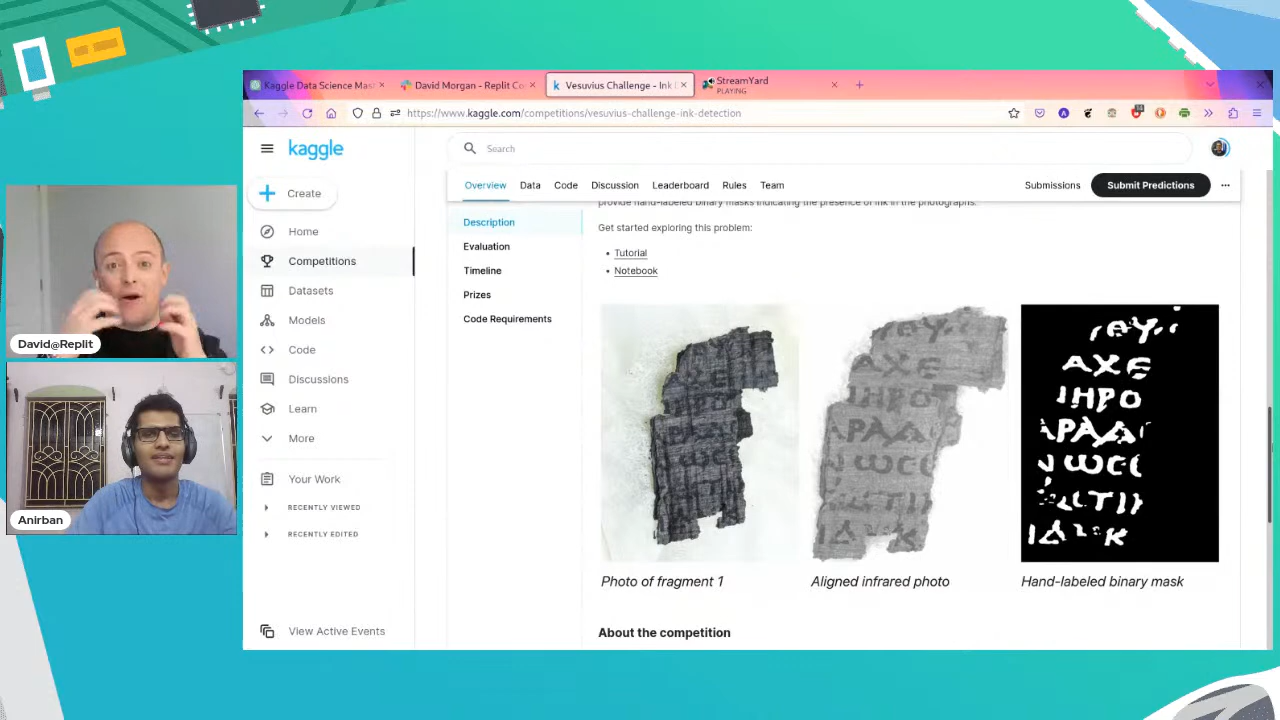 Kaggle Data Science Mas
David Morgan - Replit Co
Vesuvius Challenge - Ink
StreamYard
PLAYING
https://www.kaggle.com/competitions/vesuvius-challenge-ink-detection
kaggle
Search
Create
Home
Competitions
Datasets
Models
Code
Discussions
Learn
More
Your Work
RECENTLY VIEWED
RECENTLY EDITED
View Active Events
Overview Data Code Discussion Leaderboard Rules Team Submissions Submit Predictions
Description
Evaluation
Timeline
Prizes
Code Requirements
provide hand-labeled binary masks indicating the presence of ink in the photographs.
Get started exploring this problem:
• Tutorial
• Notebook
Photo of fragment 1
Aligned infrared photo
Hand-labeled binary mask
About the competition
David@Replit
Anirban